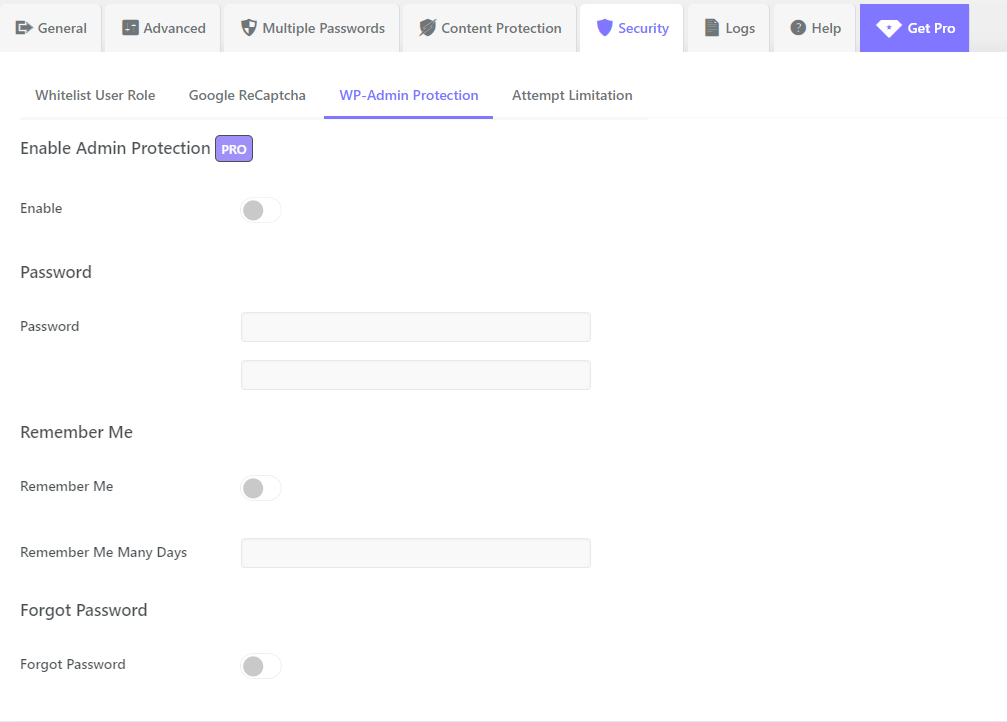 General Advanced Multiple Passwords Content Protection Security Logs Help Get Pro
Whitelist User Role Google ReCaptcha WP-Admin Protection Attempt Limitation
Enable Admin Protection PRO
Enable
Password
Password
Remember Me
Remember Me
Remember Me Many Days
Forgot Password
Forgot Password